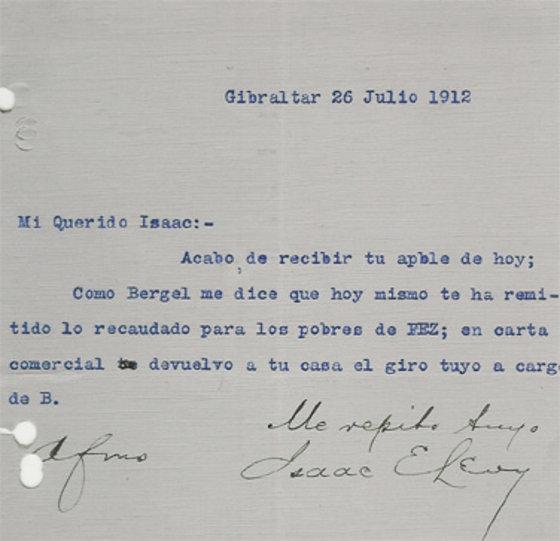 Gibraltar 26 Julio 1912
Mi Querido Isaac:-
Acabo de recibir tu apble de hoy;
Como Bergel me dice que hoy mismo te ha remi-
tido lo recaudado para los pobres de FEZ; en carta
comercial te devuelvo a tu casa el giro tuyo a cargo
de B.
Me repito tuyo
Afmo
Isaac E Levy